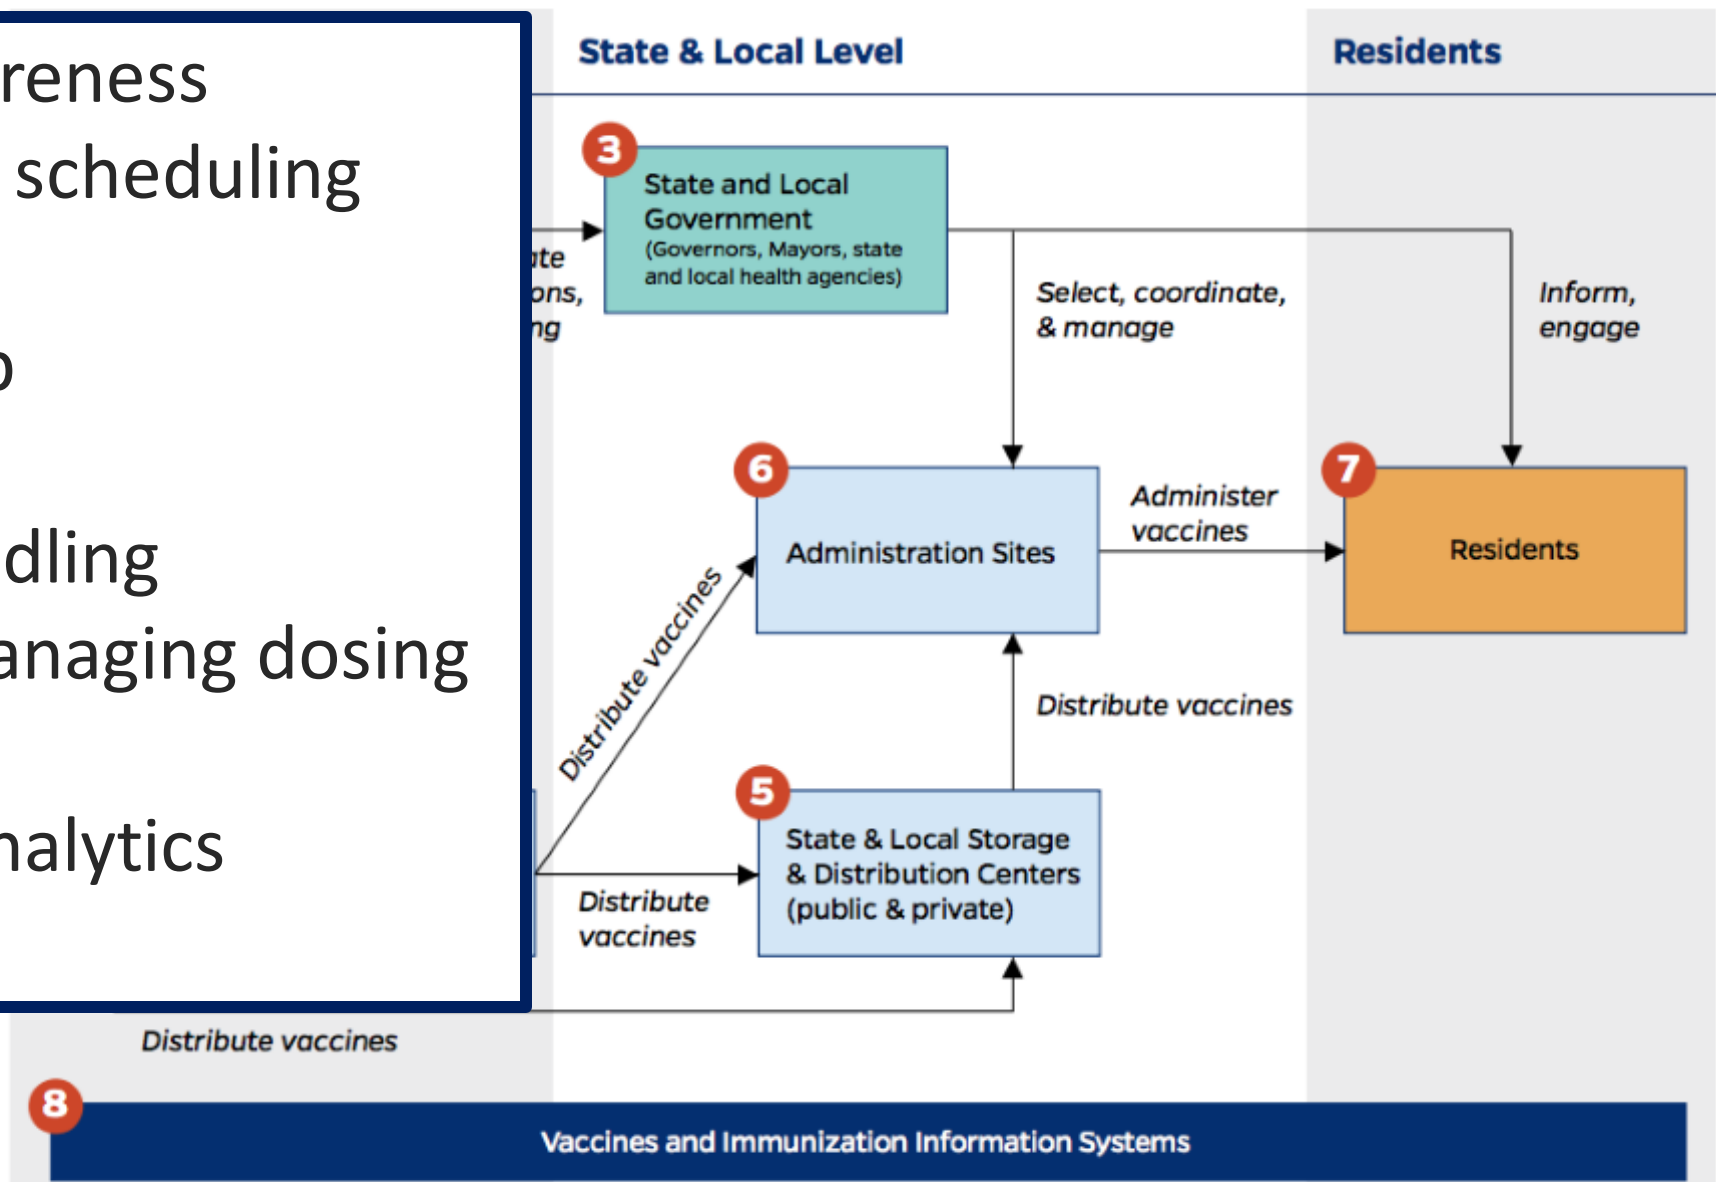 reness
scheduling
p
dling
anaging dosing
nalytics
State & Local Level
Residents
3
State and Local
Government
(Governors, Mayors, state
and local health agencies)
ate
ons,
ng
Select, coordinate,
& manage
Inform,
engage
6
Administration Sites
Administer
vaccines
7
Residents
Distribute vaccines
Distribute vaccines
5
State & Local Storage
& Distribution Centers
(public & private)
Distribute
vaccines
Distribute vaccines
8
Vaccines and Immunization Information Systems